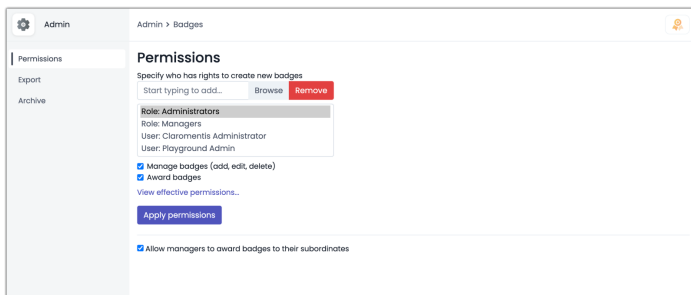 Admin
Admin > Badges
Permissions
Export
Archive
Permissions
Specify who has rights to create new badges
Start typing to add... Browse Remove
Role: Administrators
Role: Managers
User: Claromentis Administrator
User: Playground Admin
Manage badges (add, edit, delete)
Award badges
View effective permissions...
Apply permissions
Allow managers to award badges to their subordinates